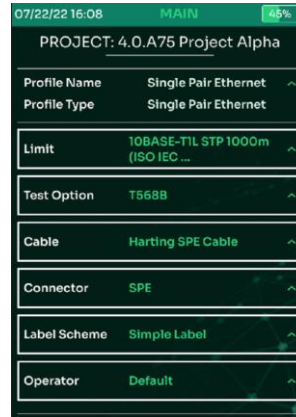 07/22/22 16:08 MAIN 45%
PROJECT: 4.0.A75 Project Alpha
Profile Name Single Pair Ethernet
Profile Type Single Pair Ethernet
Limit 10BASE-T1L STP 1000m
(ISO IEC ...
Test Option T568B
Cable Harting SPE Cable
Connector SPE
Label Scheme Simple Label
Operator Default